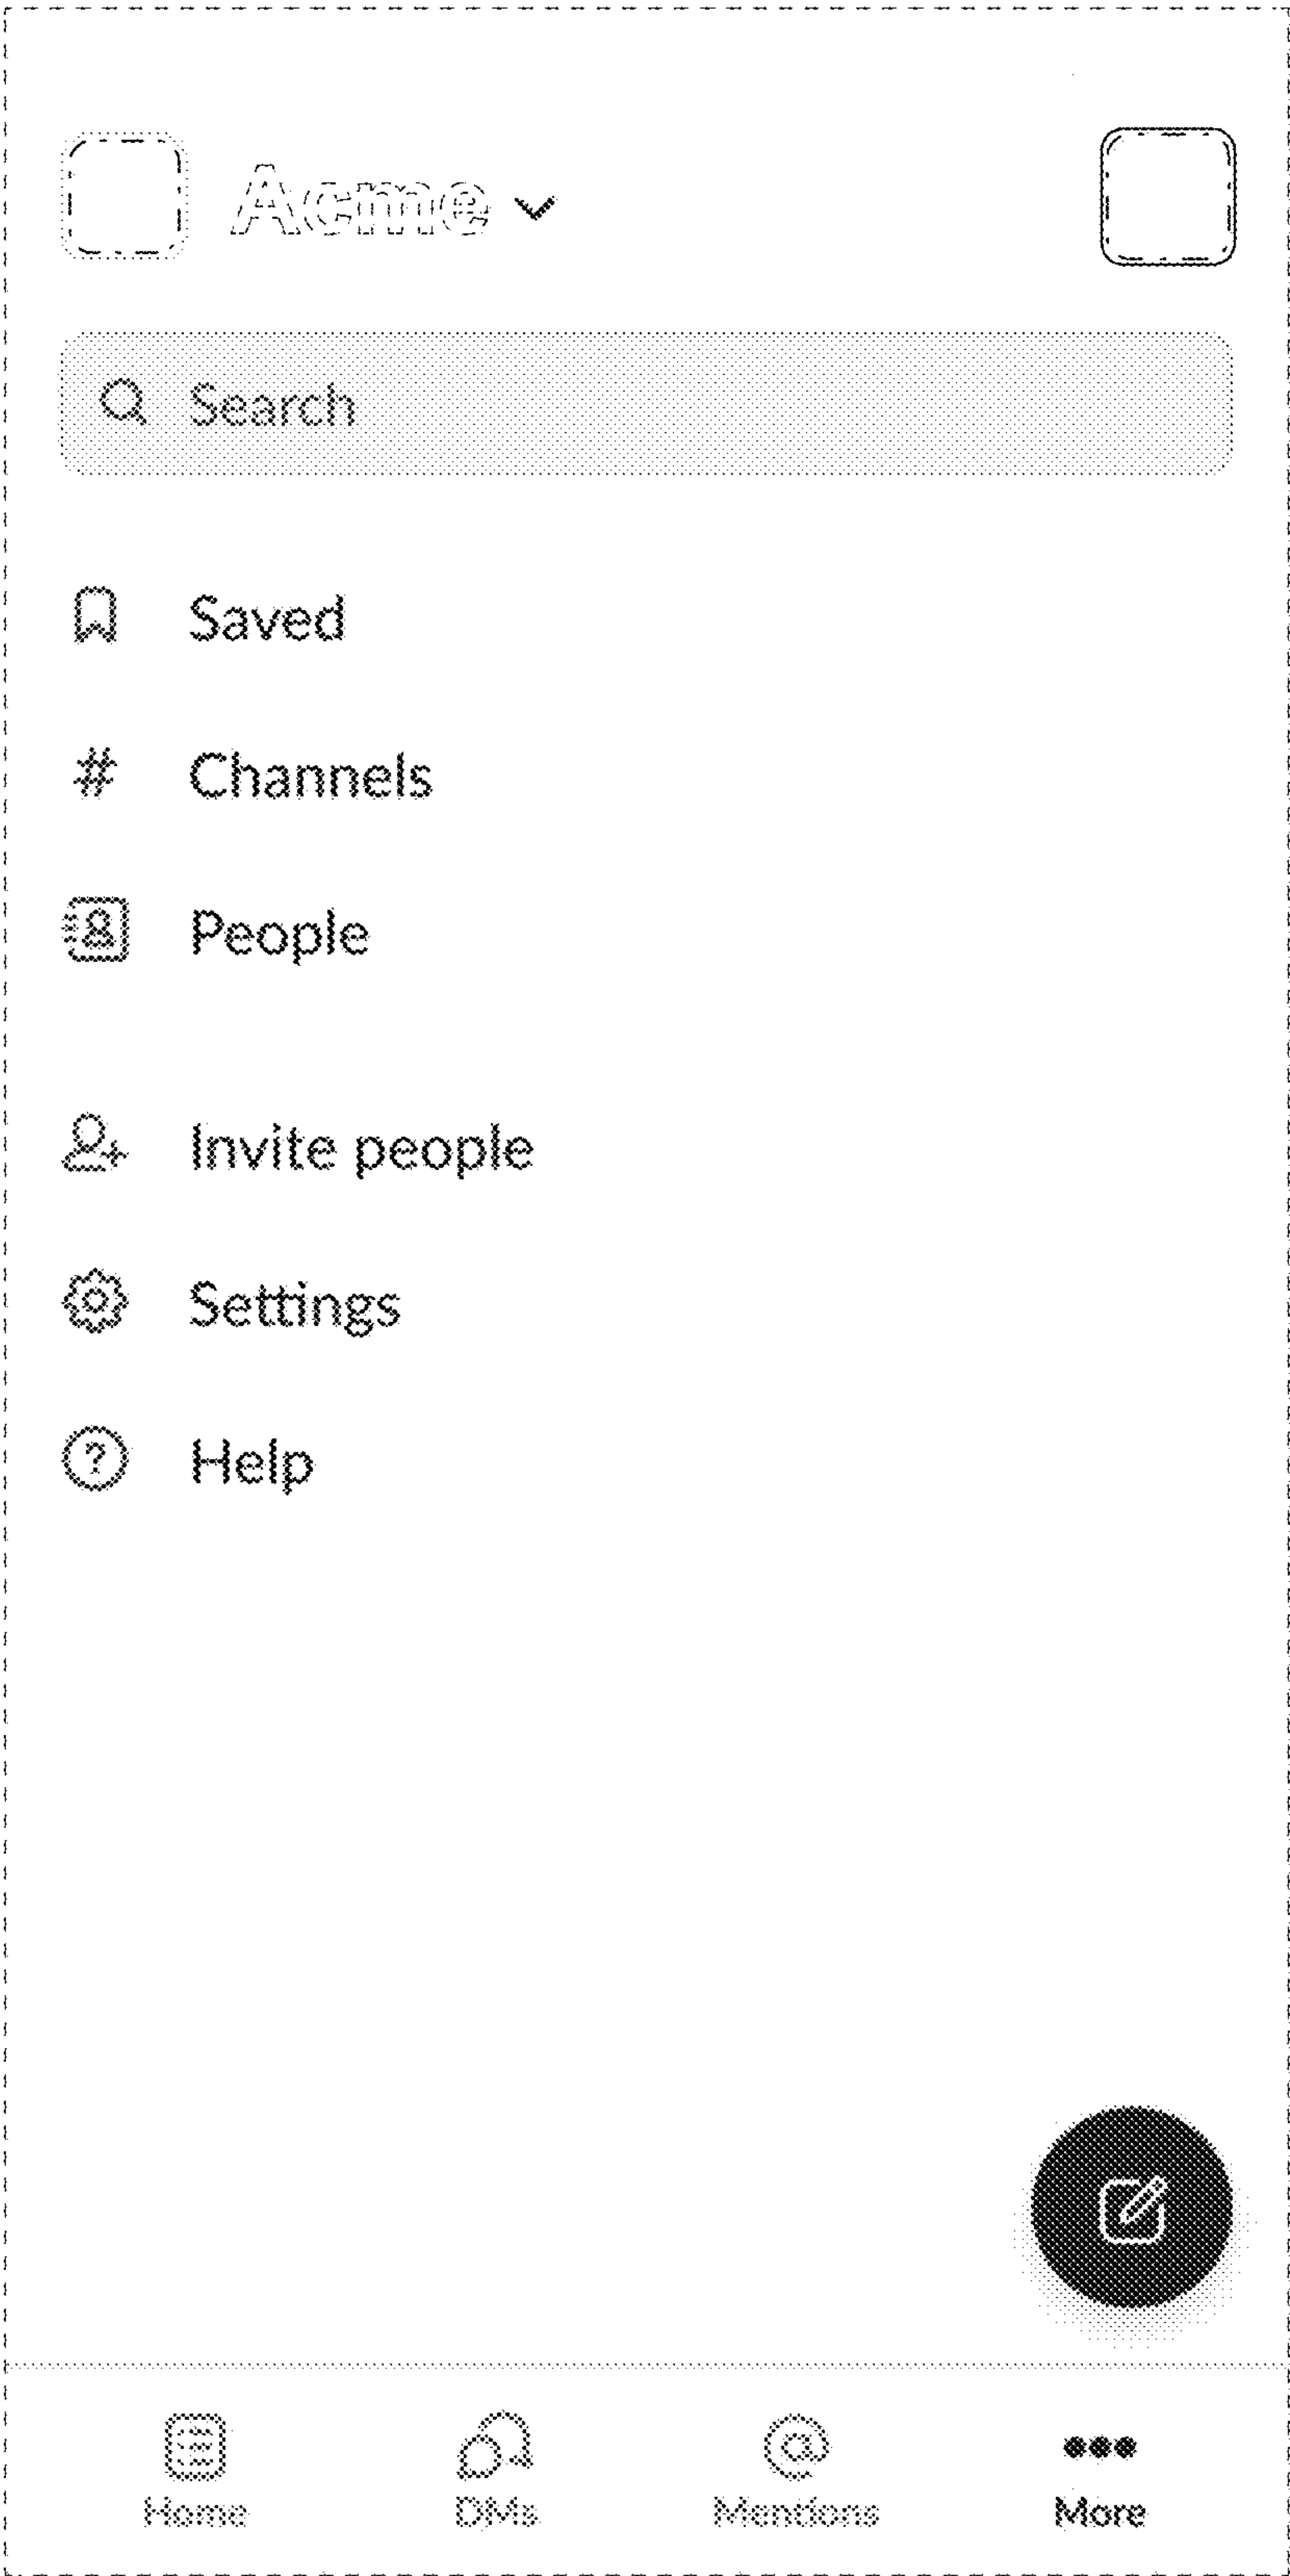 Acme
Search
Saved
# Channels
People
Invite people
Settings
Help
Home DMs Mentions More